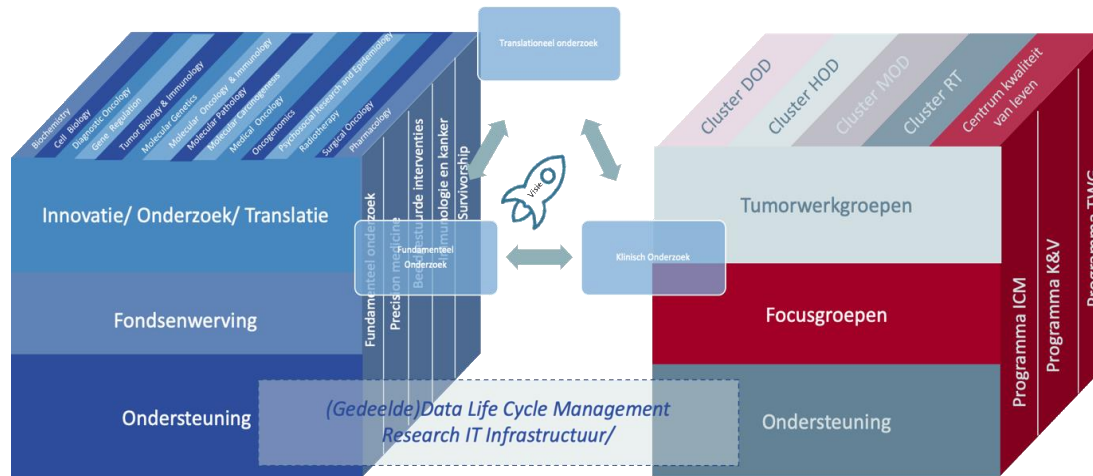 Translationeel onderzoek
Biochemistry
Cell Biology
Diagnostic Oncology
Gene Regulation
Tumor Biology & Immunology
Molecular Genetics
Molecular Oncology & Immunology
Molecular Pathology
Molecular Carcinogenesis
Medical Oncology
Oncogenomics
Psychosocial Research and Epidemiology
Radiotherapy
Surgical Oncology
Pharmacology
Innovatie/ Onderzoek/ Translatie
Fondsenwerving
Ondersteuning
Fundamenteel onderzoek
Precision medicine
Immunologie en kanker
Survivorship
Visie
Fundamenteel
Onderzoek
Klinisch Onderzoek
Cluster DOD
Cluster HOD
Cluster MOD
Cluster RT
Centrum kwaliteit
van leven
Tumorwerkgroepen
Focusgroepen
Ondersteuning
Programma ICM
Programma K&V
Programma TWG
(Gedeelde)Data Life Cycle Management
Research IT Infrastructuur/